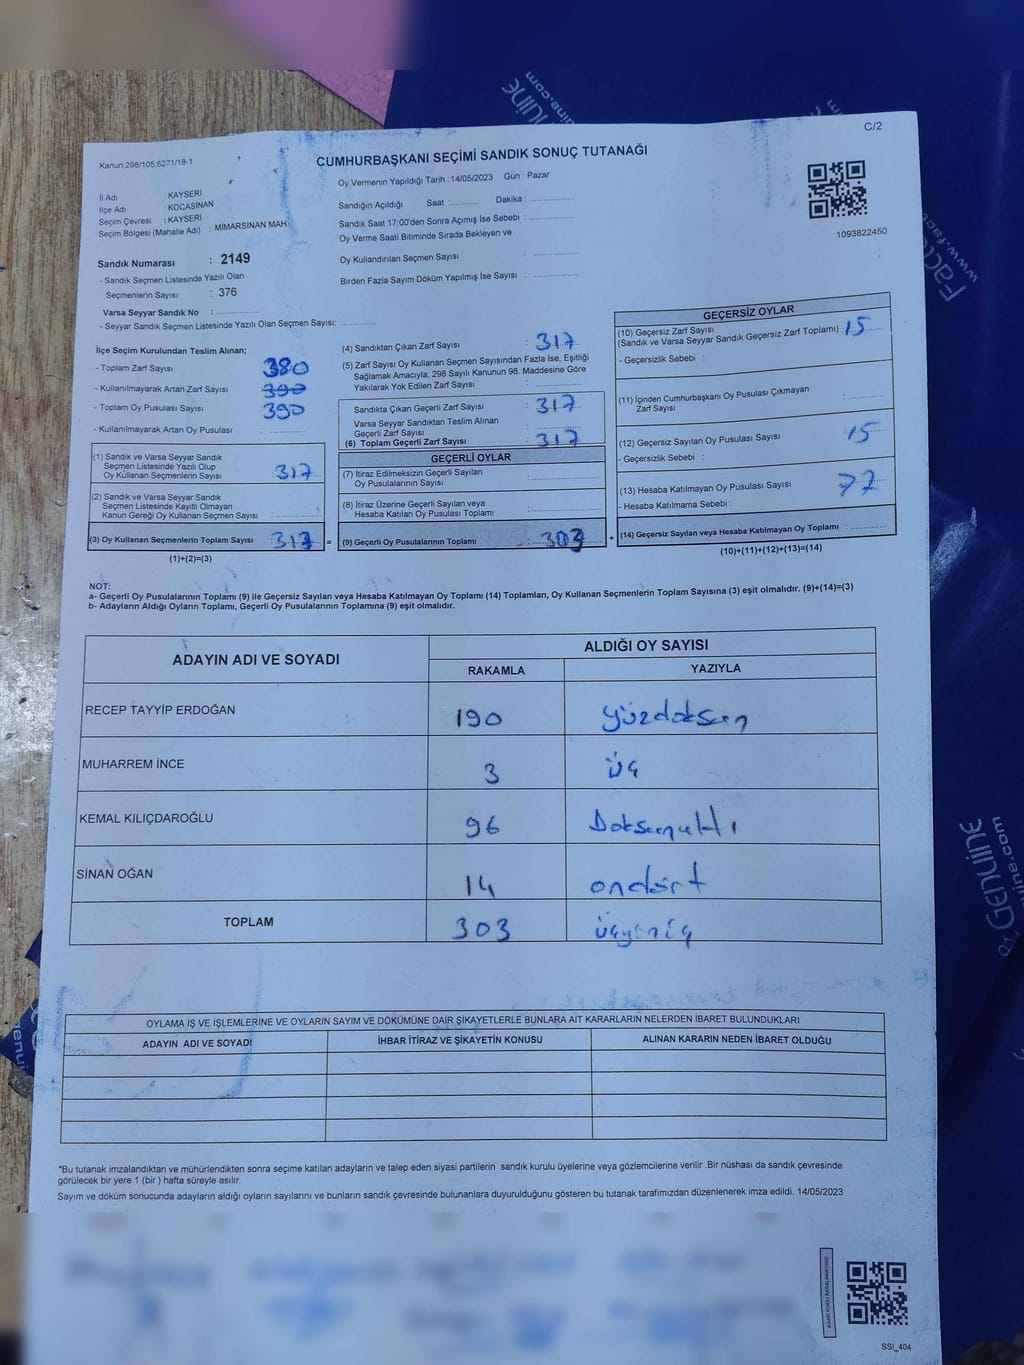 C/2
Kanun:298/105.6271/18-1
CUMHURBAŞKANI SEÇİMİ SANDIK SONUÇ TUTANAĞI
Oy Vermenin Yapıldığı Tarih : 14/05/2023 Gün : Pazar
İl Adı : KAYSERİ
İlçe Adı : KOCASİNAN
Seçim Çevresi : KAYSERİ
Seçim Bölgesi (Mahalle Adı) : MİMARSİNAN MAH.
Sandığın Açıldığı Saat :.......... Dakika : ..........
Sandık Saat 17:00'den Sonra Açımış İse Sebebi : ..........
Oy Verme Saati Bitiminde Sırada Bekleyen ve
Oy Kullandırılan Seçmen Sayısı : ..........
Birden Fazla Sayım Döküm Yapılmış İse Sayısı : ..........
1093822450
Sandık Numarası : 2149
- Sandık Seçmen Listesinde Yazılı Olan
Seçmenlerin Sayısı : 376
Varsa Seyyar Sandık No : ..........
- Seyyar Sandık Seçmen Listesinde Yazılı Olan Seçmen Sayısı: ..........
İlçe Seçim Kurulundan Teslim Alınan;
- Toplam Zarf Sayısı 380
- Kullanılmayarak Artan Zarf Sayısı 390
- Toplam Oy Pusulası Sayısı 390
- Kullanılmayarak Artan Oy Pusulası :
(1) Sandık ve Varsa Seyyar Sandık
Seçmen Listesinde Yazılı Olup
Oy Kullanan Seçmenlerin Sayısı : 317
(2) Sandık ve Varsa Seyyar Sandık
Seçmen Listesinde Kayıtlı Olmayan
Kanun Gereği Oy Kullanan Seçmen Sayısı :
(3) Oy Kullanan Seçmenlerin Toplam Sayısı 317 =
(1)+(2)=(3)
(4) Sandıktan Çıkan Zarf Sayısı : 317
(5) Zarf Sayısı Oy Kullanan Seçmen Sayısından Fazla İse, Eşitliği
Sağlamak Amacıyla; 298 Sayılı Kanunun 98. Maddesine Göre
Yakılarak Yok Edilen Zarf Sayısı : ..........
Sandıkta Çıkan Geçerli Zarf Sayısı : 317
Varsa Seyyar Sandıktan Teslim Alınan
Geçerli Zarf Sayısı :
(6) Toplam Geçerli Zarf Sayısı : 317
GEÇERLİ OYLAR
(7) İtiraz Edilmeksizin Geçerli Sayılan
Oy Pusulalarının Sayısı :
(8) İtiraz Üzerine Geçerli Sayılan veya
Hesaba Katılan Oy Pusulası Toplamı :
(9) Geçerli Oy Pusulalarının Toplamı : 303 +
GEÇERSİZ OYLAR
(10) Geçersiz Zarf Sayısı
(Sandık ve Varsa Seyyar Sandık Geçersiz Zarf Toplamı) : 15
- Geçersizlik Sebebi :
(11) İçinden Cumhurbaşkanı Oy Pusulası Çıkmayan
Zarf Sayısı :
(12) Geçersiz Sayılan Oy Pusulası Sayısı : 15
- Geçersizlik Sebebi :
(13) Hesaba Katılmayan Oy Pusulası Sayısı : 77
- Hesaba Katılmama Sebebi :
(14) Geçersiz Sayılan veya Hesaba Katılmayan Oy Toplamı :
(10)+(11)+(12)+(13)=(14)
NOT:
a- Geçerli Oy Pusulalarının Toplamı (9) ile Geçersiz Sayılan veya Hesaba Katılmayan Oy Toplamı (14) Toplamları, Oy Kullanan Seçmenlerin Toplam Sayısına (3) eşit olmalıdır. (9)+(14)=(3)
b- Adayların Aldığı Oyların Toplamı, Geçerli Oy Pusulalarının Toplamına (9) eşit olmalıdır.
ADAYIN ADI VE SOYADI ALDIĞI OY SAYISI
RAKAMLA YAZIYLA
RECEP TAYYİP ERDOĞAN 190 yüzdoksan
MUHARREM İNCE 3 üç
KEMAL KILIÇDAROĞLU 96 Doksanaltı
SİNAN OĞAN 14 ondört
TOPLAM 303 üçyüzüç
OYLAMA İŞ VE İŞLEMLERİNE VE OYLARIN SAYIM VE DÖKÜMÜNE DAİR ŞİKAYETLERLE BUNLARA AİT KARARLARIN NELERDEN İBARET BULUNDUKLARI
ADAYIN ADI VE SOYADI İHBAR İTİRAZ VE ŞİKAYETİN KONUSU ALINAN KARARIN NEDEN İBARET OLDUĞU
*Bu tutanak imzalandıktan ve mühürlendikten sonra seçime katılan adayların ve talep eden siyasi partilerin sandık kurulu üyelerine veya gözlemcilerine verilir .Bir nüshası da sandık çevresinde
görülecek bir yere 1 (bir ) hafta süreyle asılır.
Sayım ve döküm sonucunda adayların aldığı oyların sayılarını ve bunların sandık çevresinde bulunanlara duyurulduğunu gösteren bu tutanak tarafımızdan düzenlenerek imza edildi. 14/05/2023
SSI_404